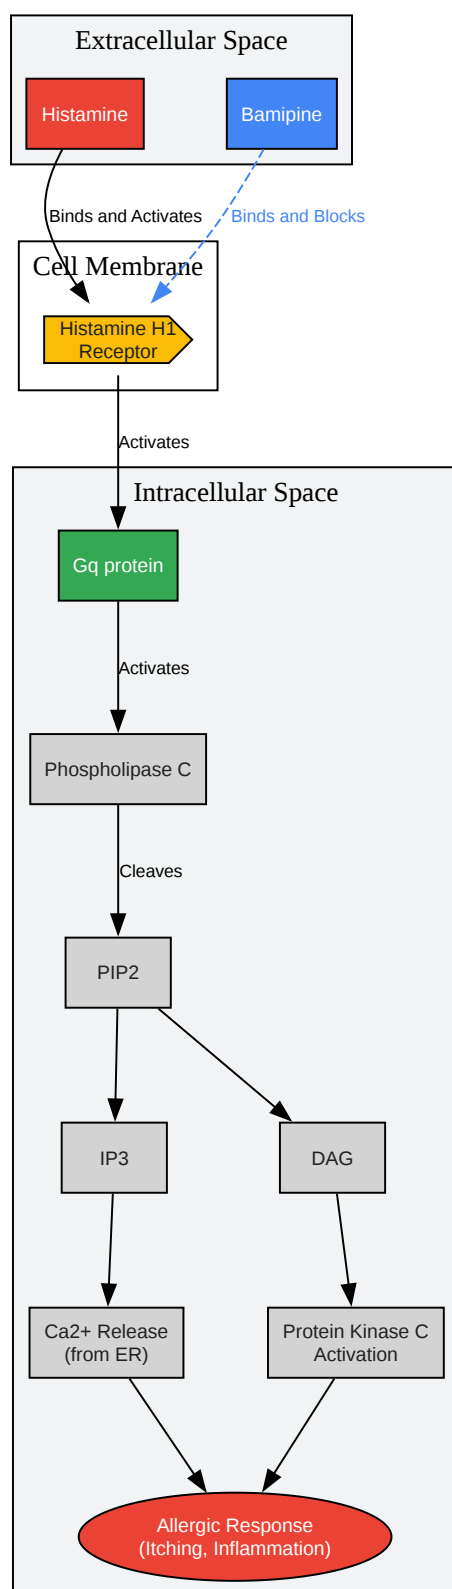 Extracellular Space
Histamine
Bamipine
Binds and Activates
Binds and Blocks
Cell Membrane
Histamine H1
Receptor
Activates
Intracellular Space
Gq protein
Activates
Phospholipase C
Cleaves
PIP2
IP3
DAG
Ca2+ Release
(from ER)
Protein Kinase C
Activation
Allergic Response
(Itching, Inflammation)